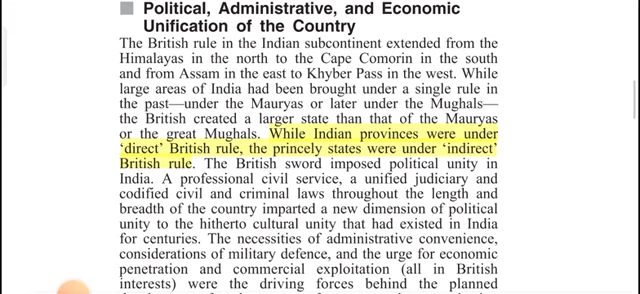 Political, Administrative, and Economic
Unification of the Country
The British rule in the Indian subcontinent extended from the
Himalayas in the north to the Cape Comorin in the south
and from Assam in the east to Khyber Pass in the west. While
large areas of India had been brought under a single rule in
the past—under the Mauryas or later under the Mughals—
the British created a larger state than that of the Mauryas
or the great Mughals. While Indian provinces were under
‘direct’ British rule, the princely states were under ‘indirect’
British rule. The British sword imposed political unity in
India. A professional civil service, a unified judiciary and
codified civil and criminal laws throughout the length and
breadth of the country imparted a new dimension of political
unity to the hitherto cultural unity that had existed in India
for centuries. The necessities of administrative convenience,
considerations of military defence, and the urge for economic
penetration and commercial exploitation (all in British
interests) were the driving forces behind the planned